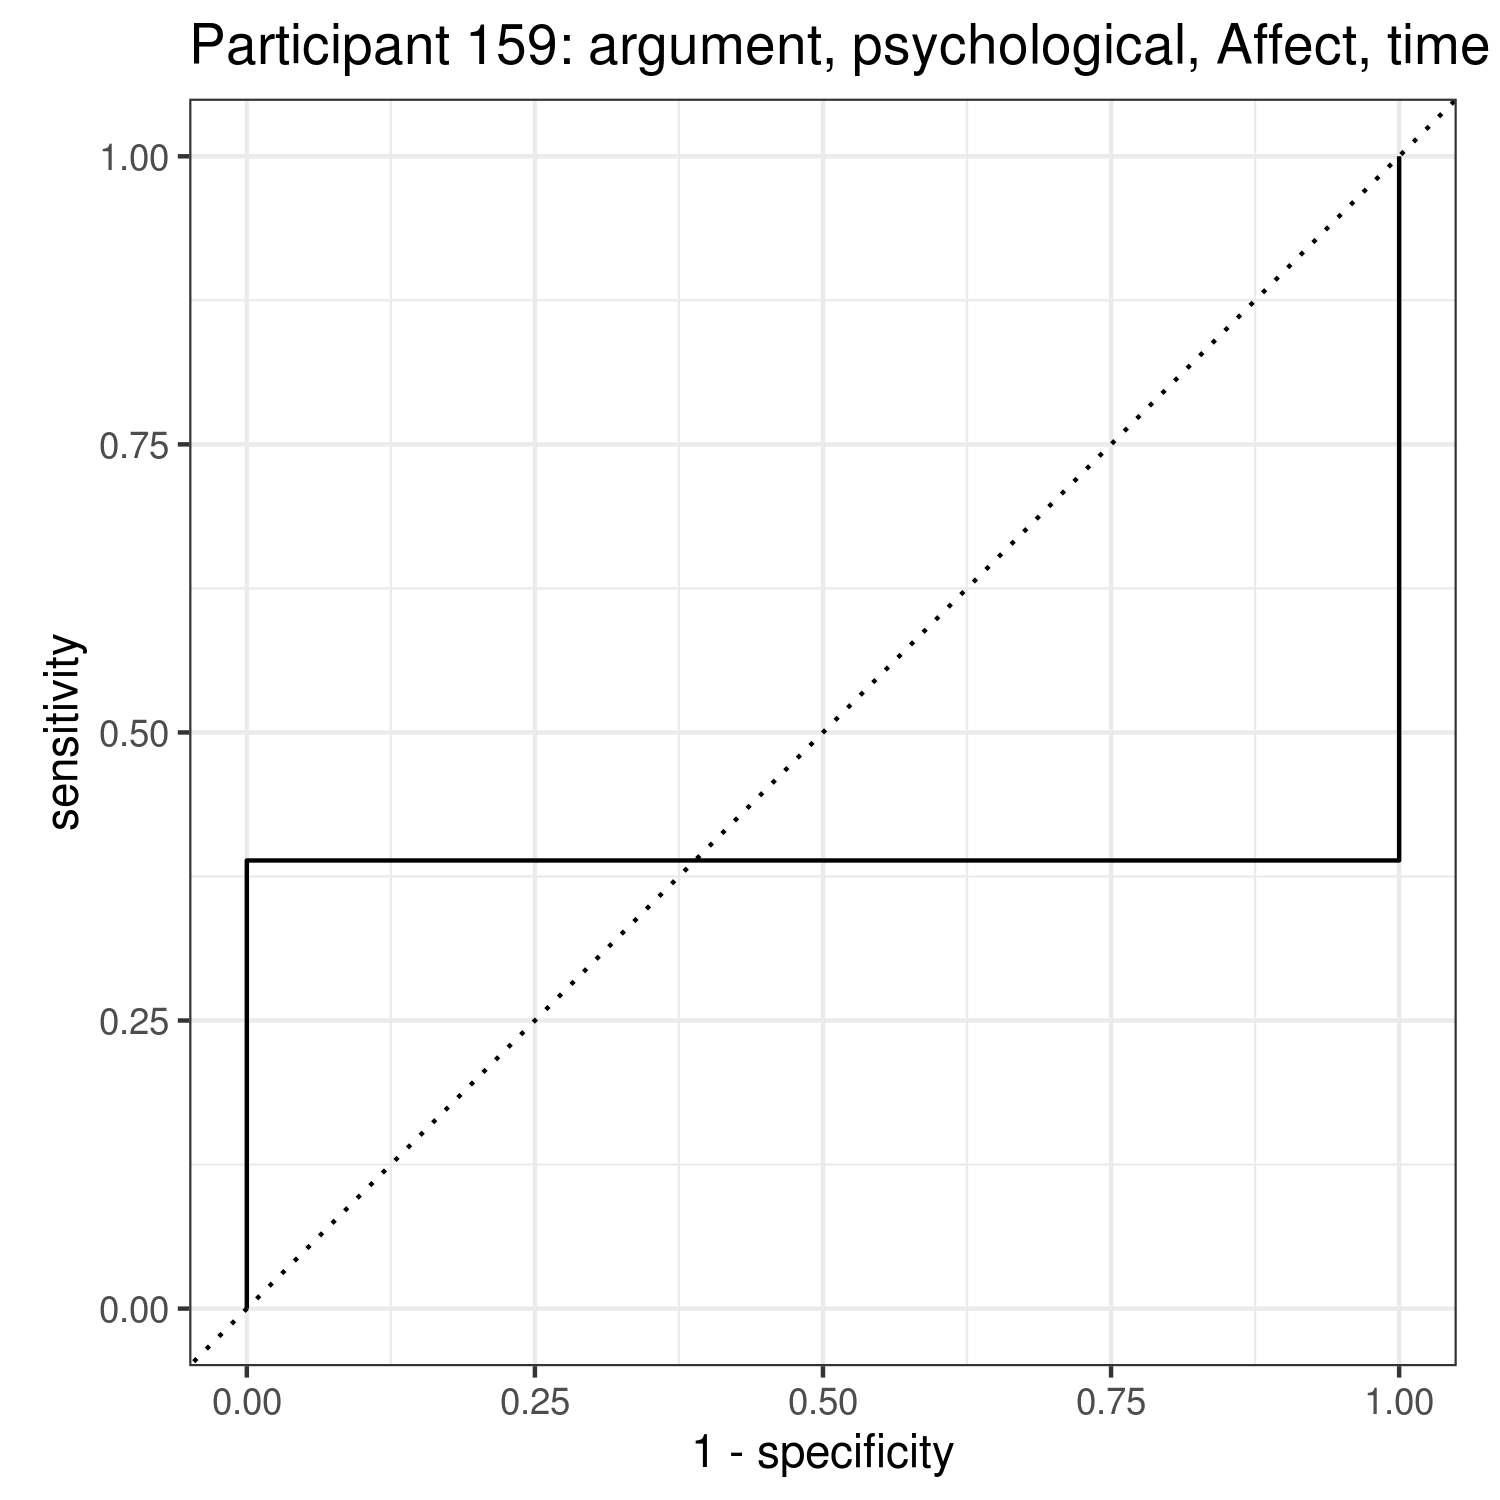 Participant 159: argument, psychological, Affect, time
1.00
0.75
0.50
0.25
0.00
sensitivity
0.00 0.25 0.50 0.75 1.00
1 - specificity